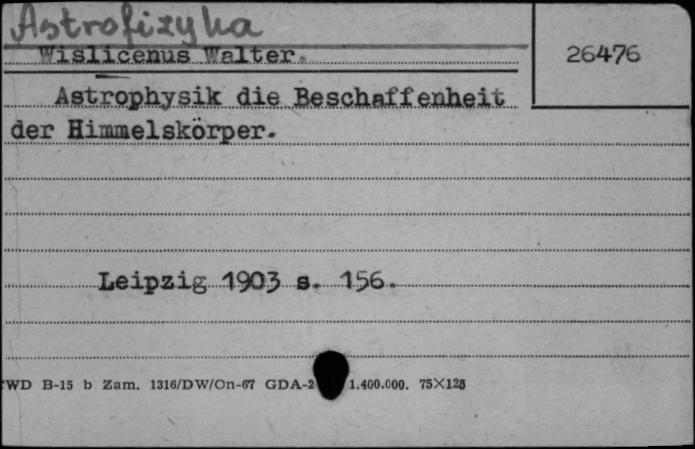 Astrofizyka
Wislicenus Walter.
26476
Astrophysik die Beschaffenheit
der Himmelskörper.
Leipzig 1903 s. 156.
WD B-15 b Zam. 1316/DW/On-67 GDA-2 1.400.000. 75X125